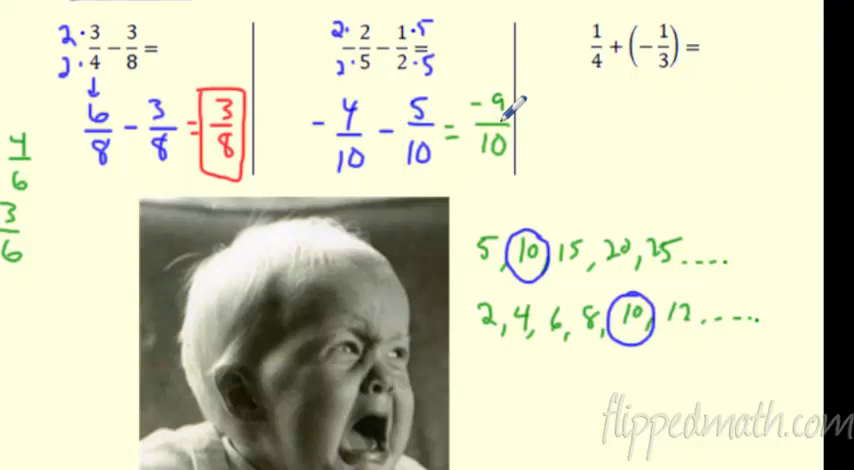 2· 3/4 − 3/8 =
2·
6/8 − 3/8 = 3/8
2· − 2/5 − 1/2 ·5 =
2· ·5
− 4/10 − 5/10 = −9/10
1/4 + (− 1/3) =
4/6
3/6
5, 10, 15, 20, 25....
2, 4, 6, 8, 10, 12.....
flippedmath.com